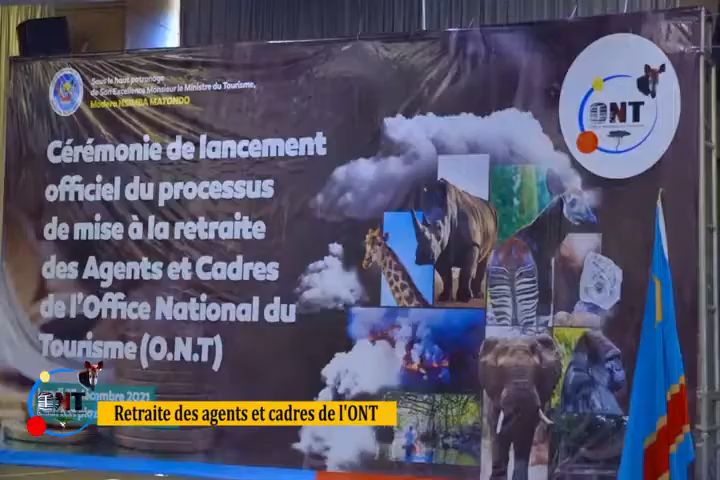 Sous le haut patronage
de Son Excellence Monsieur le Ministre du Tourisme,
Modero NSIMBA MATONDO
ONT
Cérémonie de lancement
officiel du processus
de mise à la retraite
des Agents et Cadres
de l'Office National du
Tourisme (O.N.T)
décembre 2021
ONT
Retraite des agents et cadres de l'ONT